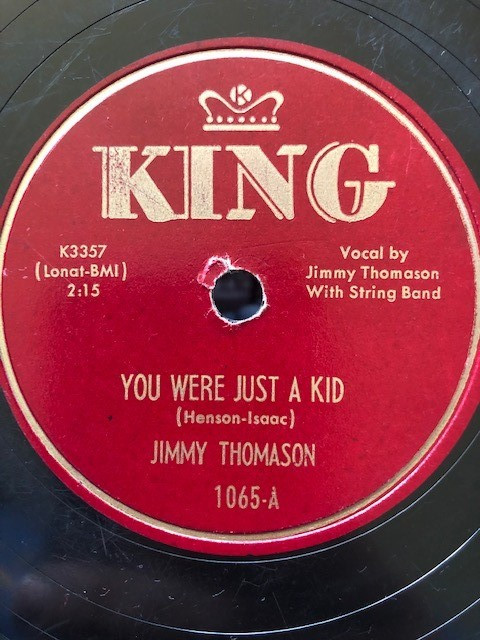 K
KING
K3357
(Lonat-BMI)
2:15
Vocal by
Jimmy Thomason
With String Band
YOU WERE JUST A KID
(Henson-Isaac)
JIMMY THOMASON
1065-A